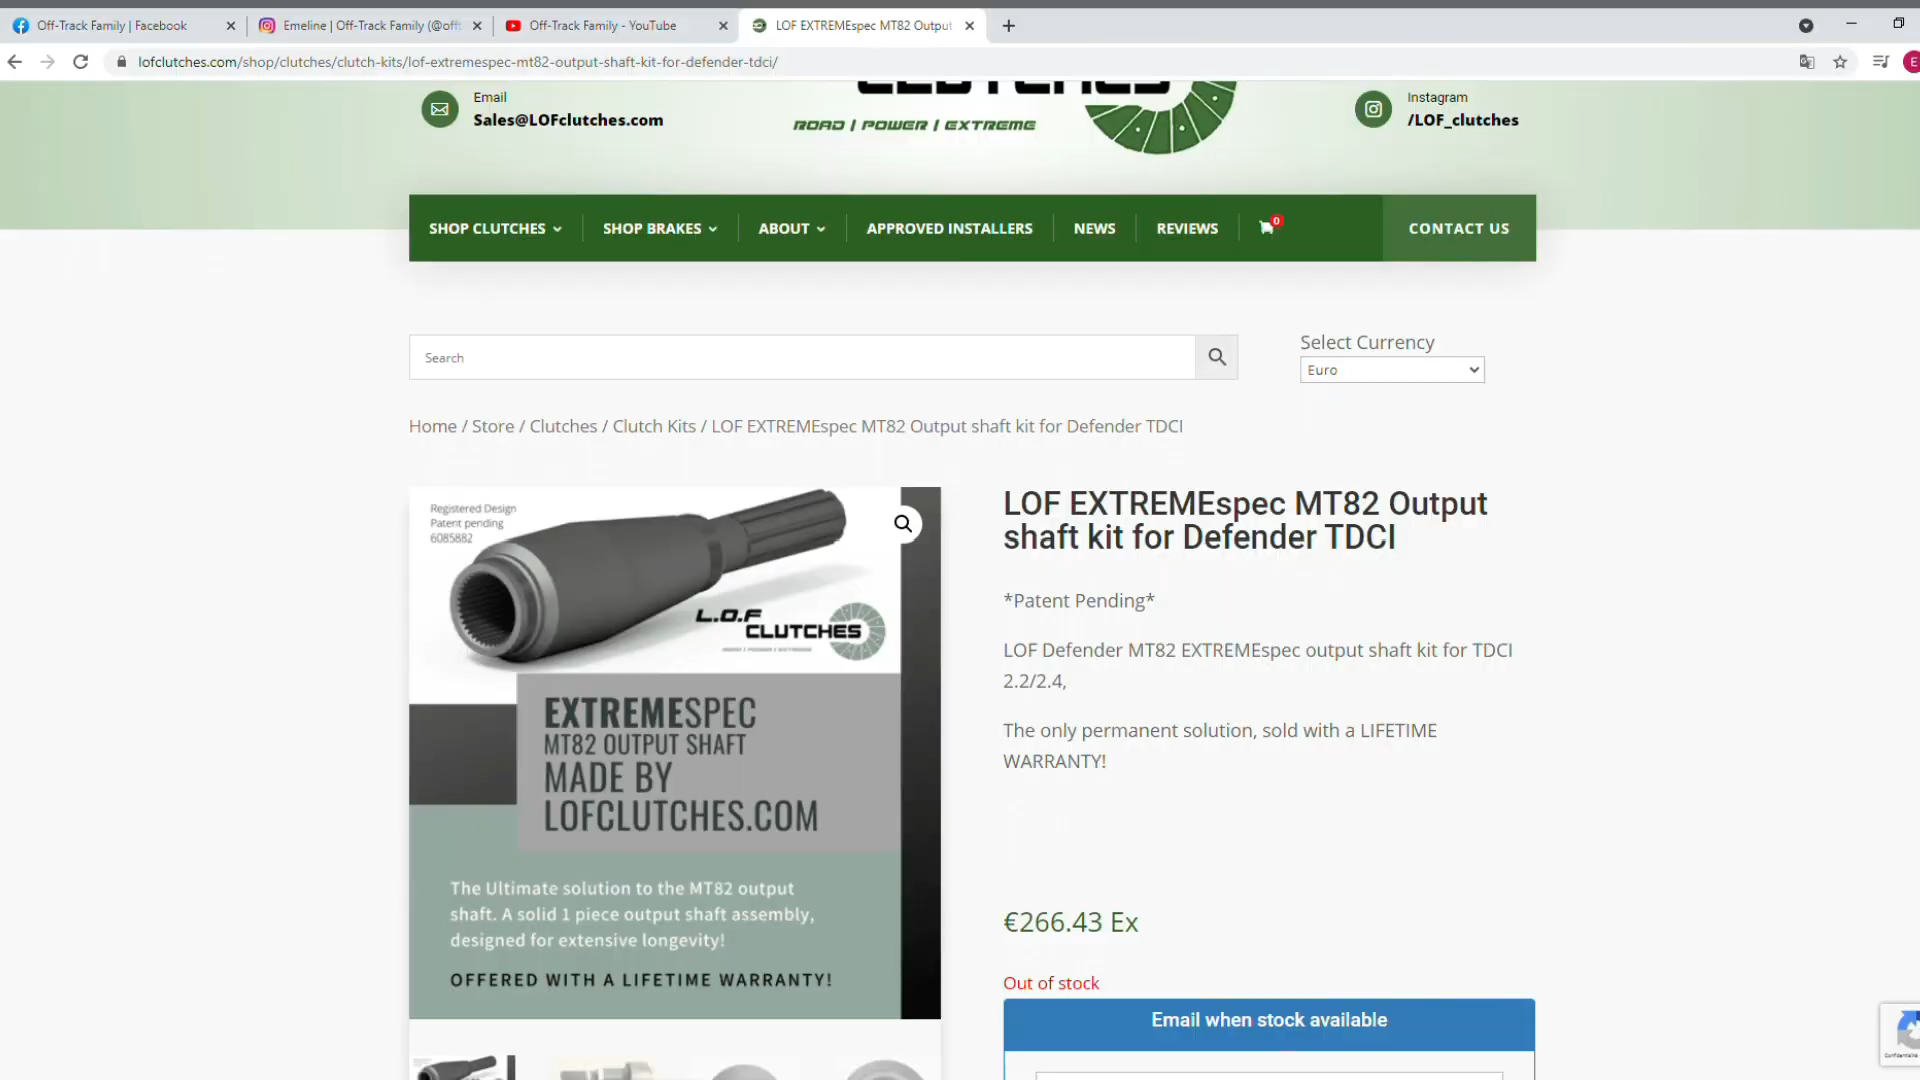 Off-Track Family | Facebook
Emeline | Off-Track Family (@offt
Off-Track Family - YouTube
LOF EXTREMEspec MT82 Output
lofclutches.com/shop/clutches/clutch-kits/lof-extremespec-mt82-output-shaft-kit-for-defender-tdci/
E
Email
Sales@LOFclutches.com
CLUTCHES
ROAD | POWER | EXTREME
Instagram
/LOF_clutches
SHOP CLUTCHES
SHOP BRAKES
ABOUT
APPROVED INSTALLERS
NEWS
REVIEWS
0
CONTACT US
Search
Select Currency
Euro
Home / Store / Clutches / Clutch Kits / LOF EXTREMEspec MT82 Output shaft kit for Defender TDCI
Registered Design
Patent pending
6085882
L.O.F
CLUTCHES
ROAD | POWER | EXTREME
EXTREMESPEC
MT82 OUTPUT SHAFT
MADE BY
LOFCLUTCHES.COM
The Ultimate solution to the MT82 output
shaft. A solid 1 piece output shaft assembly,
designed for extensive longevity!
OFFERED WITH A LIFETIME WARRANTY!
LOF EXTREMEspec MT82 Output
shaft kit for Defender TDCI
*Patent Pending*
LOF Defender MT82 EXTREMEspec output shaft kit for TDCI
2.2/2.4,
The only permanent solution, sold with a LIFETIME
WARRANTY!
€266.43 Ex
Out of stock
Email when stock available